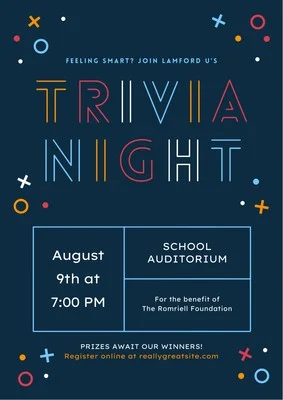 FEELING SMART? JOIN LAMFORD U'S
TRIVIA
NIGHT
August
9th at
7:00 PM
SCHOOL
AUDITORIUM
For the benefit of
The Romriell Foundation
PRIZES AWAIT OUR WINNERS!
Register online at reallygreatsite.com